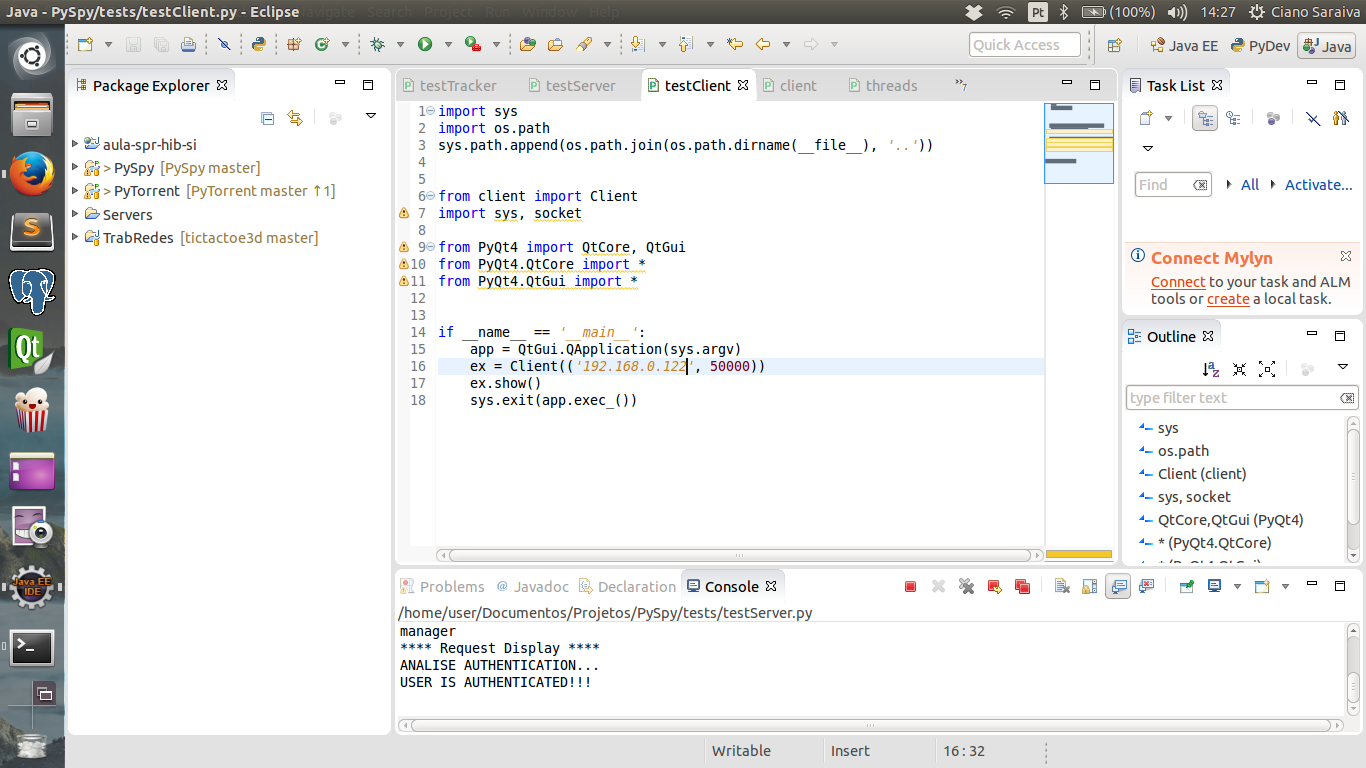 Java - PySpy/tests/testClient.py - Eclipse
Pt
(100%)
14:27
Ciano Saraiva
Quick Access
Java EE
PyDev
Java
Package Explorer
aula-spr-hib-si
> PySpy [PySpy master]
> PyTorrent [PyTorrent master ↑1]
Servers
TrabRedes [tictactoe3d master]
testTracker
testServer
testClient
client
threads
»7
1 import sys
2 import os.path
3 sys.path.append(os.path.join(os.path.dirname(__file__), '..'))
4
5
6 from client import Client
7 import sys, socket
8
9 from PyQt4 import QtCore, QtGui
10 from PyQt4.QtCore import *
11 from PyQt4.QtGui import *
12
13
14 if __name__ == '__main__':
15 app = QtGui.QApplication(sys.argv)
16 ex = Client(('192.168.0.122', 50000))
17 ex.show()
18 sys.exit(app.exec_())
Task List
Find
All
Activate...
Connect Mylyn
Connect to your task and ALM
tools or create a local task.
Outline
type filter text
sys
os.path
Client (client)
sys, socket
QtCore,QtGui (PyQt4)
* (PyQt4.QtCore)
* (PyQt4.QtGui)
Problems
@ Javadoc
Declaration
Console
/home/user/Documentos/Projetos/PySpy/tests/testServer.py
manager
**** Request Display ****
ANALISE AUTHENTICATION...
USER IS AUTHENTICATED!!!
Writable
Insert
16 : 32
Java EE
IDE
Qt